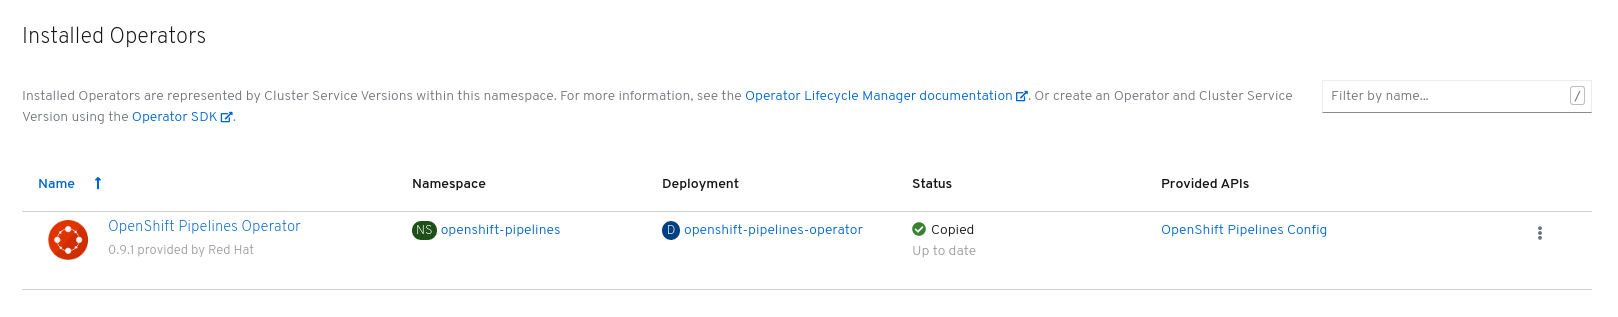 Installed Operators
Installed Operators are represented by Cluster Service Versions within this namespace. For more information, see the Operator Lifecycle Manager documentation. Or create an Operator and Cluster Service
Version using the Operator SDK.
Filter by name...
/
Name
Namespace
Deployment
Status
Provided APIs
OpenShift Pipelines Operator
0.9.1 provided by Red Hat
NS openshift-pipelines
D openshift-pipelines-operator
Copied
Up to date
OpenShift Pipelines Config